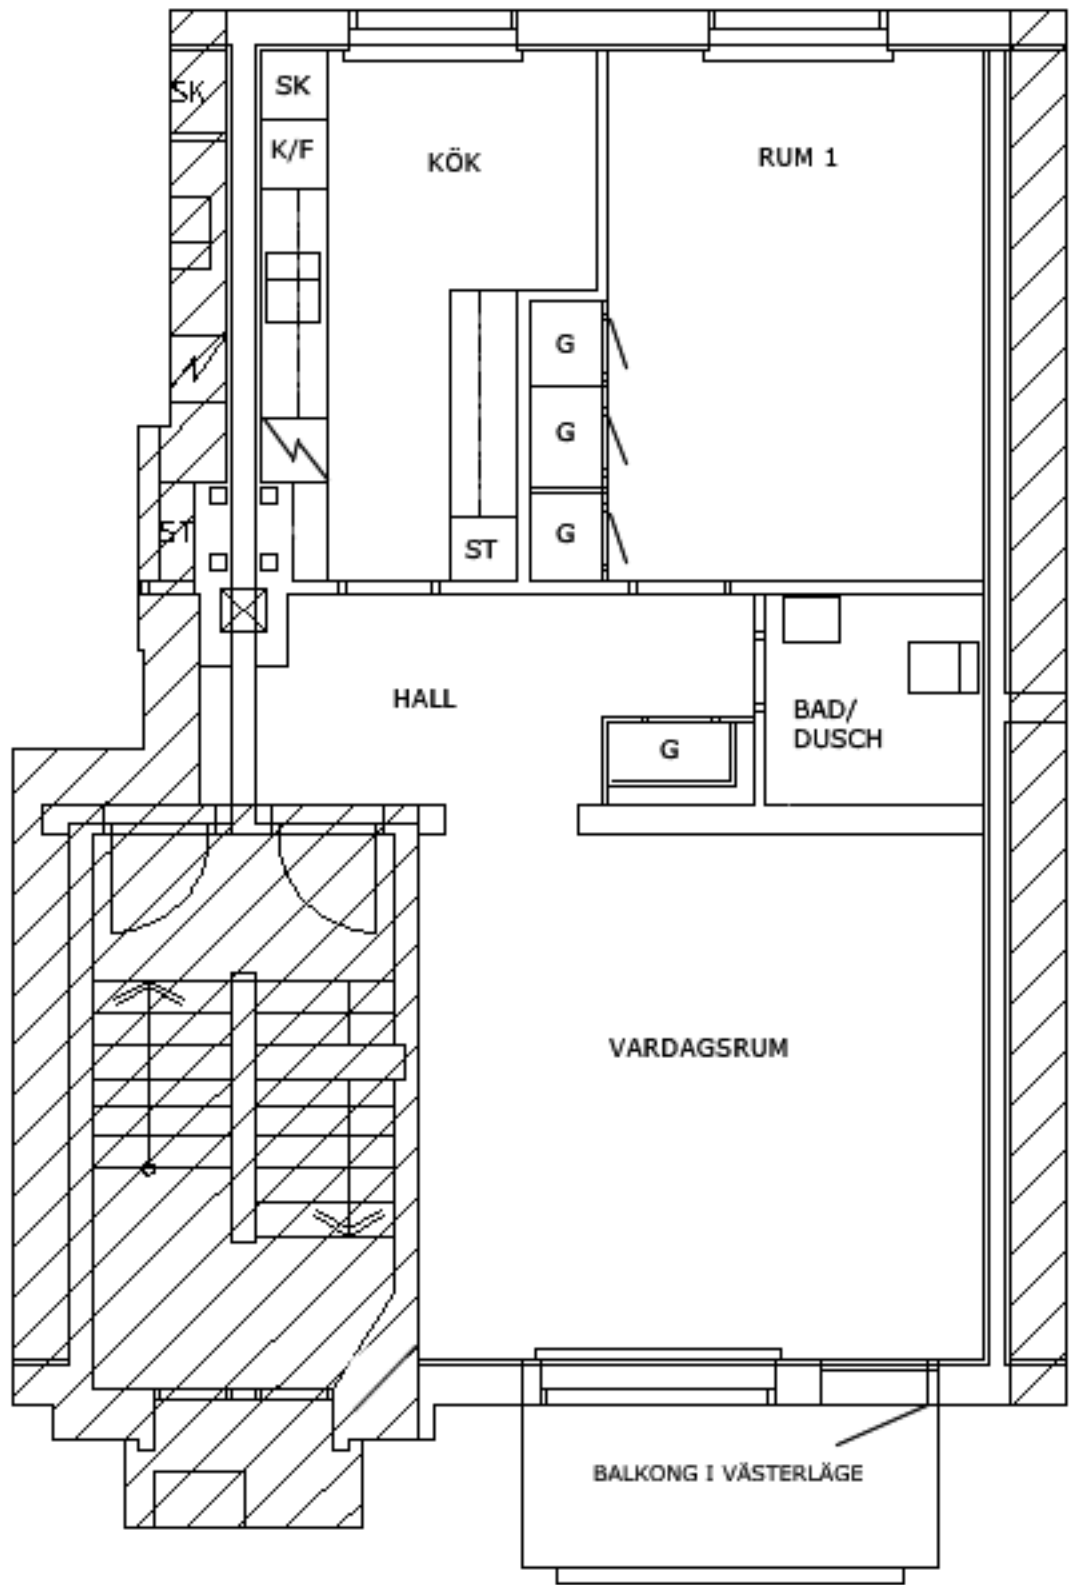 SK
SK
K/F
KÖK
RUM 1
G
G
G
ST
ST
HALL
BAD/
DUSCH
G
VARDAGSRUM
BALKONG I VÄSTERLÄGE